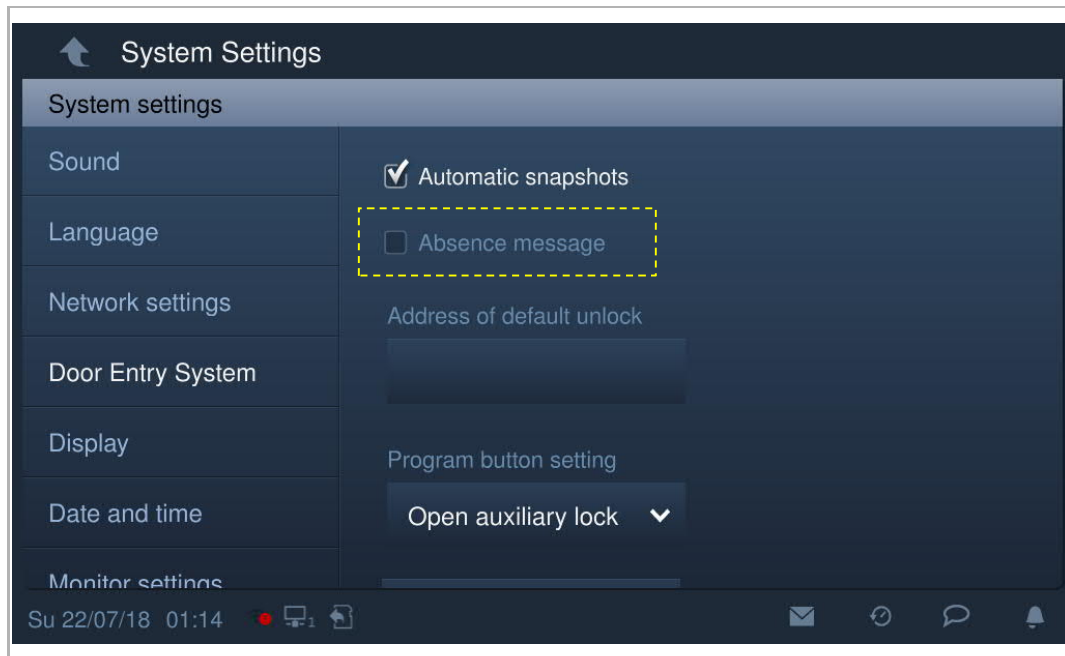 System Settings
System settings
Sound
Language
Network settings
Door Entry System
Display
Date and time
Monitor settings
Automatic snapshots
Absence message
Address of default unlock
Program button setting
Open auxiliary lock
Su 22/07/18 01:14
1